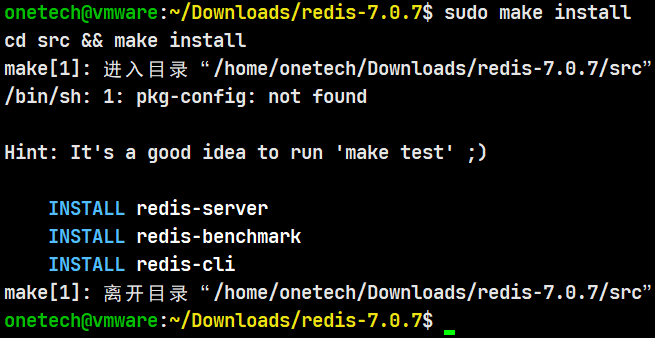 onetech@vmware:~/Downloads/redis-7.0.7$ sudo make install
cd src && make install
make[1]: 进入目录“/home/onetech/Downloads/redis-7.0.7/src”
/bin/sh: 1: pkg-config: not found
Hint: It's a good idea to run 'make test' ;)
INSTALL redis-server
INSTALL redis-benchmark
INSTALL redis-cli
make[1]: 离开目录“/home/onetech/Downloads/redis-7.0.7/src”
onetech@vmware:~/Downloads/redis-7.0.7$